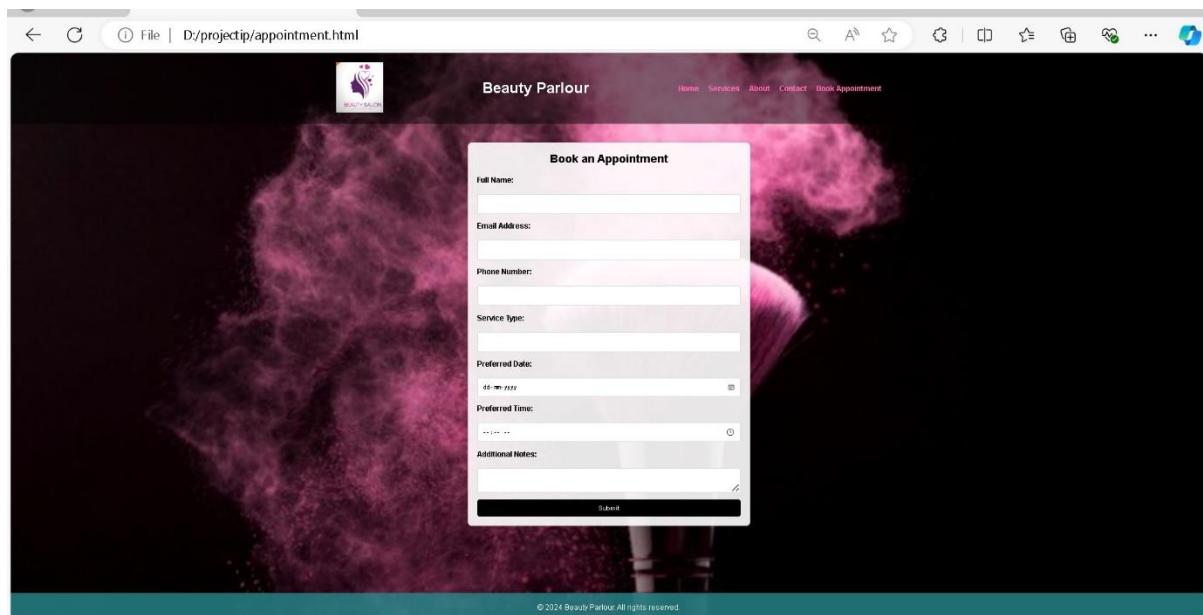 File | D:/projectip/appointment.html
BEAUTY SALON
Beauty Parlour
Home Services About Contact Book Appointment
Book an Appointment
Full Name:
Email Address:
Phone Number:
Service Type:
Preferred Date:
dd-mm-yyyy
Preferred Time:
--:-- --
Additional Notes:
Submit
© 2024 Beauty Parlour. All rights reserved.